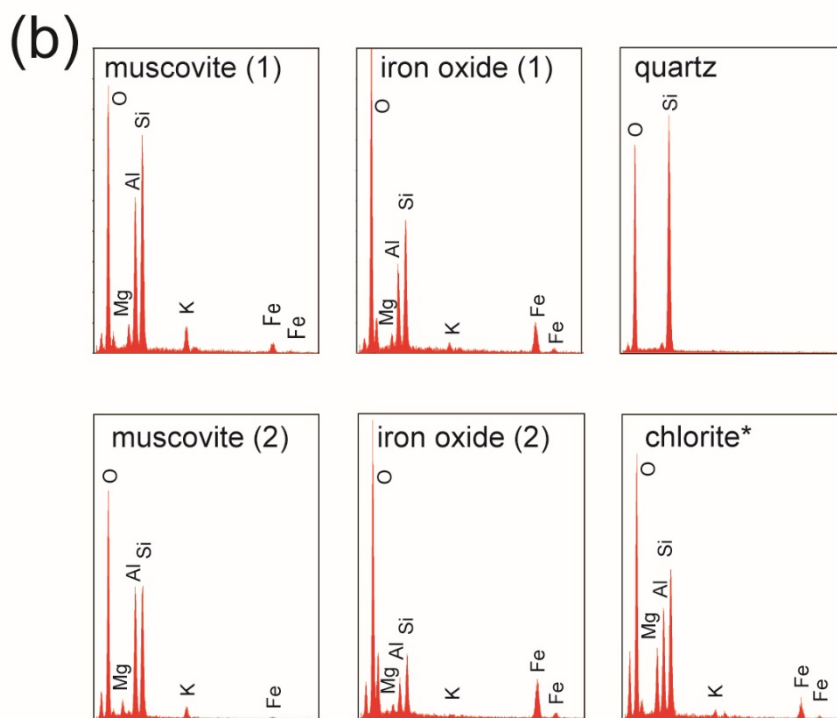 (b)
muscovite (1)
O
Mg
Al
Si
K
Fe
Fe
iron oxide (1)
O
Mg
Al
Si
K
Fe
Fe
quartz
O
Si
muscovite (2)
O
Mg
Al
Si
K
Fe
iron oxide (2)
O
Mg
Al
Si
K
Fe
Fe
chlorite*
O
Mg
Al
Si
K
Fe
Fe